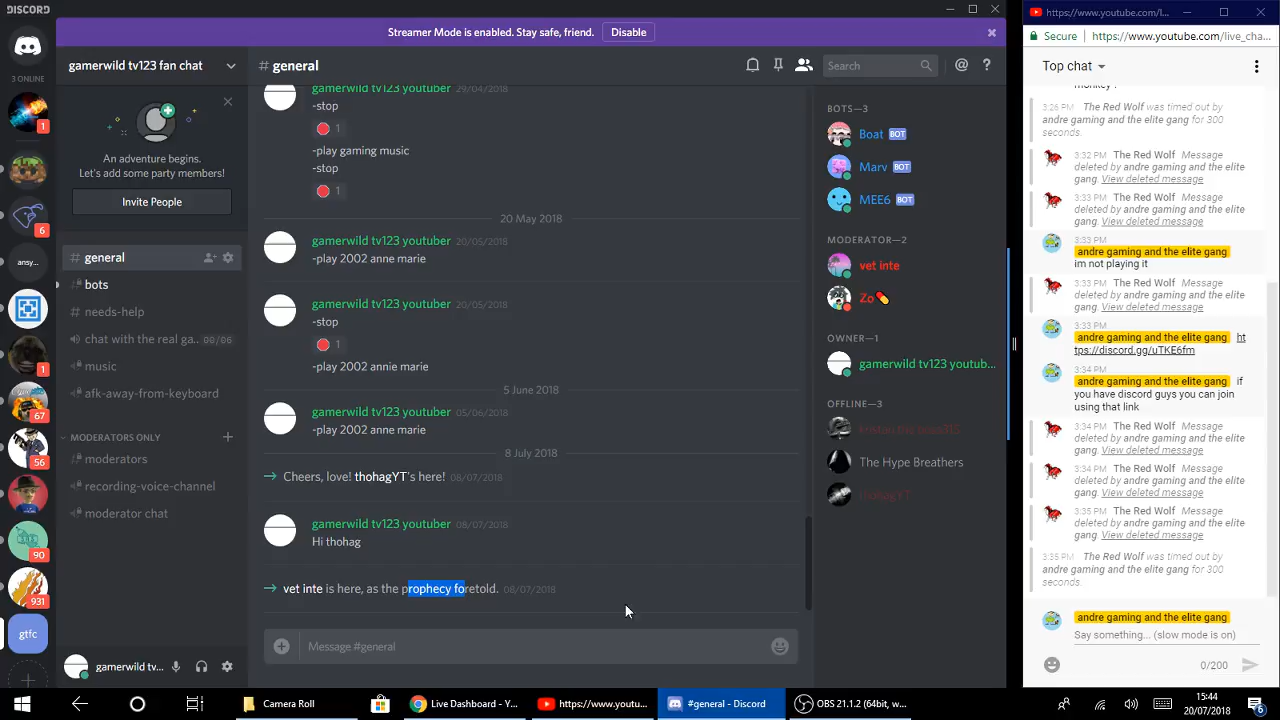 DISCORD
3 ONLINE
1
6
ansy...
1
67
56
90
931
gtfc
Streamer Mode is enabled. Stay safe, friend.
Disable
gamerwild tv123 fan chat
An adventure begins.
Let's add some party members!
Invite People
# general
# bots
# needs-help
chat with the real ga... 00/06
# music
# afk-away-from-keyboard
MODERATORS ONLY
# moderators
# recording-voice-channel
# moderator chat
gamerwild tv...
# general
Search
gamerwild tv123 youtuber 29/04/2018
-stop
1
-play gaming music
-stop
1
20 May 2018
gamerwild tv123 youtuber 20/05/2018
-play 2002 anne marie
gamerwild tv123 youtuber 20/05/2018
-stop
1
-play 2002 annie marie
5 June 2018
gamerwild tv123 youtuber 05/06/2018
-play 2002 anne marie
8 July 2018
Cheers, love! thohagYT's here! 08/07/2018
gamerwild tv123 youtuber 08/07/2018
Hi thohag
vet inte is here, as the prophecy foretold. 08/07/2018
Message #general
BOTS—3
Boat BOT
Marv BOT
MEE6 BOT
MODERATOR—2
vet inte
Zo
OWNER—1
gamerwild tv123 youtub...
OFFLINE—3
The Hype Breathers
thohagYT
https://www.youtube.com/l...
Secure
https://www.youtube.com/live_cha...
Top chat
monkey ?
3:26 PM The Red Wolf was timed out by
andre gaming and the elite gang for 300
seconds.
3:32 PM The Red Wolf Message
deleted by andre gaming and the elite
gang. View deleted message
3:33 PM The Red Wolf Message
deleted by andre gaming and the elite
gang. View deleted message
3:33 PM
andre gaming and the elite gang
im not playing it
3:33 PM The Red Wolf Message
deleted by andre gaming and the elite
gang. View deleted message
3:33 PM
andre gaming and the elite gang ht
tps://discord.gg/uTKE6fm
3:34 PM
andre gaming and the elite gang if
you have discord guys you can join
using that link
3:34 PM The Red Wolf Message
deleted by andre gaming and the elite
gang. View deleted message
3:34 PM The Red Wolf Message
deleted by andre gaming and the elite
gang. View deleted message
3:35 PM The Red Wolf Message
deleted by andre gaming and the elite
gang. View deleted message
3:35 PM The Red Wolf was timed out by
andre gaming and the elite gang for 300
seconds.
andre gaming and the elite gang
Say something... (slow mode is on)
0/200
Camera Roll
Live Dashboard - Y...
https://www.youtu...
#general - Discord
OBS 21.1.2 (64bit, w...
15:44
20/07/2018
6